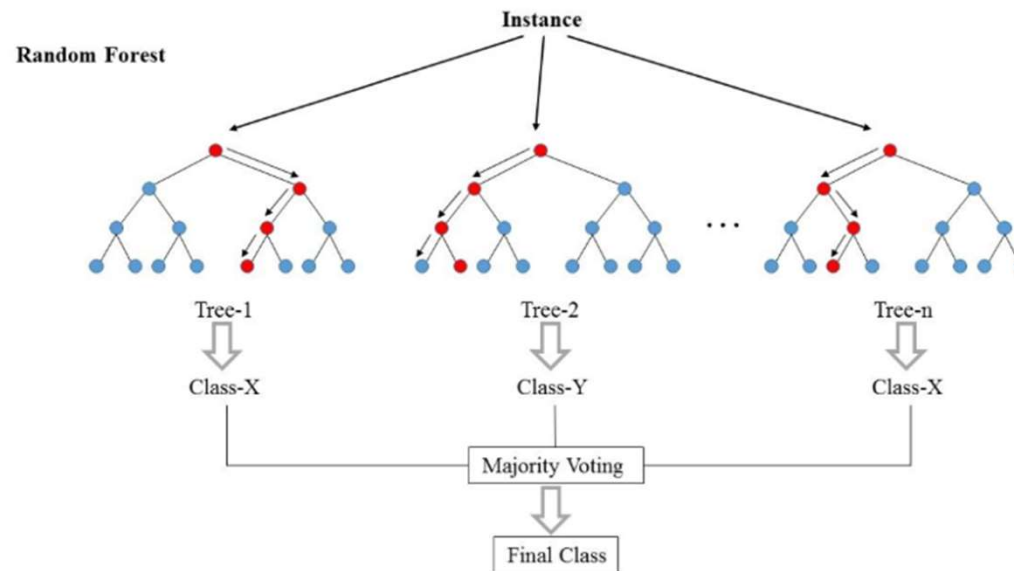 Instance
Random Forest
...
Tree-1 Tree-2 Tree-n
Class-X Class-Y Class-X
Majority Voting
Final Class